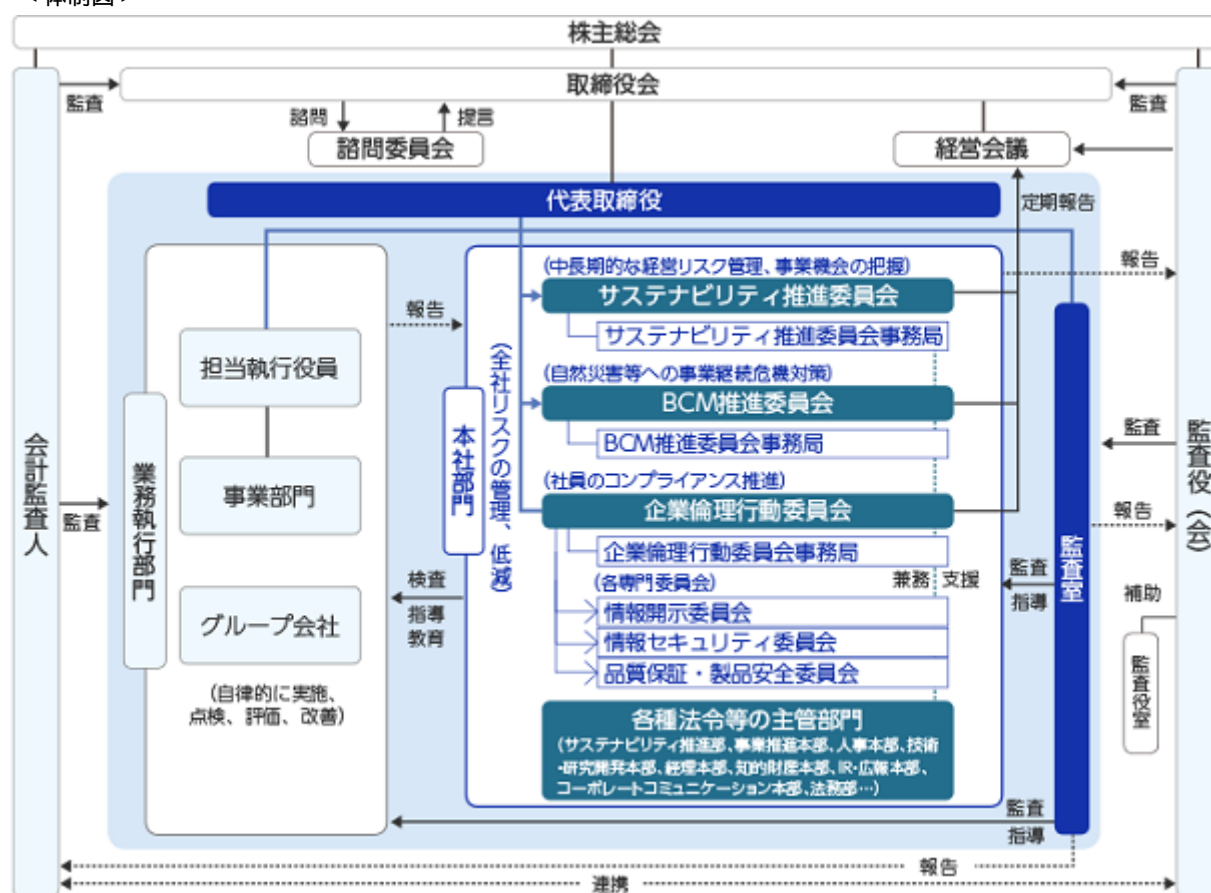 ＜体制図＞
株主総会
取締役会
監査
監査
諮問
提言
諮問委員会
経営会議
代表取締役
定期報告
(中長期的な経営リスク管理、事業機会の把握)
報告
サステナビリティ推進委員会
報告
サステナビリティ推進委員会事務局
担当執行役員
(自然災害等への事業継続危機対策)
BCM推進委員会
BCM推進委員会事務局
監査
会計監査人
業務執行部門
本社部門
(全社リスクの管理、低減)
監査室
監査役（会）
(社員のコンプライアンス推進)
事業部門
企業倫理行動委員会
監査
報告
企業倫理行動委員会事務局
(各専門委員会)
兼務
支援
監査
指導
検査
指導
教育
補助
情報開示委員会
グループ会社
情報セキュリティ委員会
品質保証・製品安全委員会
監査役室
(自律的に実施、
点検、評価、改善)
各種法令等の主管部門
(サステナビリティ推進部、事業推進本部、人事本部、技術
・研究開発本部、経理本部、知的財産本部、IR・広報本部、
コーポレートコミュニケーション本部、法務部…)
監査
指導
報告
連携